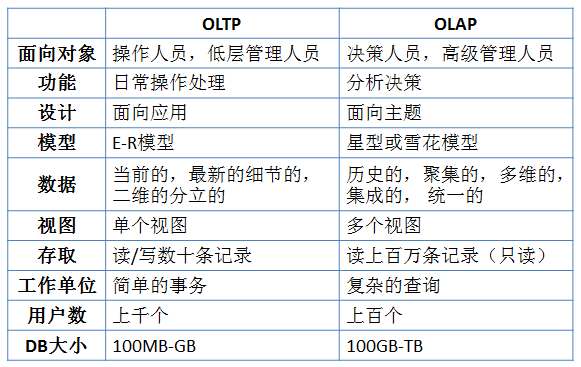 OLTP OLAP
面向对象 操作人员，低层管理人员 决策人员，高级管理人员
功能 日常操作处理 分析决策
设计 面向应用 面向主题
模型 E-R模型 星型或雪花模型
数据 当前的，最新的细节的， 历史的，聚集的，多维的，
二维的分立的 集成的， 统一的
视图 单个视图 多个视图
存取 读/写数十条记录 读上百万条记录（只读）
工作单位 简单的事务 复杂的查询
用户数 上千个 上百个
DB大小 100MB-GB 100GB-TB